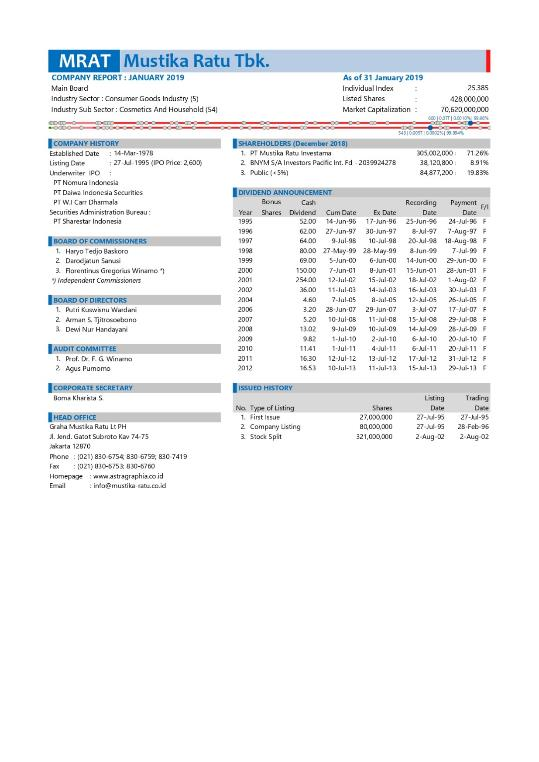 MRAT Mustika Ratu Tbk.
COMPANY REPORT : JANUARY 2019 As of 31 January 2019
Main Board Individual Index : 25.385
Industry Sector : Consumer Goods Industry (5) Listed Shares : 428,000,000
Industry Sub Sector : Cosmetics And Household (54) Market Capitalization : 70,620,000,000
COMPANY HISTORY
Established Date : 14-Mar-1978
Listing Date : 27-Jul-1995 (IPO Price: 2,600)
Underwriter IPO :
PT Nomura Indonesia
PT Daiwa Indonesia Securities
PT W.I Carr Dharmala
Securities Administration Bureau :
PT Sharestar Indonesia
BOARD OF COMMISSIONERS
1. Haryo Tedjo Baskoro
2. Darodjatun Sanusi
3. Florentinus Gregorius Winarno *)
*) Independent Commissioners
BOARD OF DIRECTORS
1. Putri Kuswisnu Wardani
2. Arman S. Tjitrosoebono
3. Dewi Nur Handayani
AUDIT COMMITTEE
1. Prof. Dr. F. G. Winarno
2. Agus Purnomo
CORPORATE SECRETARY
Boma Kharista S.
HEAD OFFICE
Graha Mustika Ratu Lt PH
Jl. Jend. Gatot Subroto Kav 74-75
Jakarta 12870
Phone : (021) 830-6754; 830-6759; 830-7419
Fax : (021) 830-6753; 830-6760
Homepage : www.astragraphia.co.id
Email : info@mustika-ratu.co.id
SHAREHOLDERS (December 2018)
1. PT Mustika Ratu Investama 305,002,000 : 71.26%
2. BNYM S/A Investors Pacific Int. Fd - 2039924278 38,120,800 : 8.91%
3. Public (<5%) 84,877,200 : 19.83%
DIVIDEND ANNOUNCEMENT
Bonus Cash Recording Payment F/I
Year Shares Dividend Cum Date Ex Date Date Date
1995 52.00 14-Jun-96 17-Jun-96 25-Jun-96 24-Jul-96 F
1996 62.00 27-Jun-97 30-Jun-97 8-Jul-97 7-Aug-97 F
1997 64.00 9-Jul-98 10-Jul-98 20-Jul-98 18-Aug-98 F
1998 80.00 27-May-99 28-May-99 8-Jun-99 7-Jul-99 F
1999 69.00 5-Jun-00 6-Jun-00 14-Jun-00 29-Jun-00 F
2000 150.00 7-Jun-01 8-Jun-01 15-Jun-01 28-Jun-01 F
2001 254.00 12-Jul-02 15-Jul-02 18-Jul-02 1-Aug-02 F
2002 36.00 11-Jul-03 14-Jul-03 16-Jul-03 30-Jul-03 F
2004 4.60 7-Jul-05 8-Jul-05 12-Jul-05 26-Jul-05 F
2006 3.20 28-Jun-07 29-Jun-07 3-Jul-07 17-Jul-07 F
2007 5.20 10-Jul-08 11-Jul-08 15-Jul-08 29-Jul-08 F
2008 13.02 9-Jul-09 10-Jul-09 14-Jul-09 28-Jul-09 F
2009 9.82 1-Jul-10 2-Jul-10 6-Jul-10 20-Jul-10 F
2010 11.41 1-Jul-11 4-Jul-11 6-Jul-11 20-Jul-11 F
2011 16.30 12-Jul-12 13-Jul-12 17-Jul-12 31-Jul-12 F
2012 16.53 10-Jul-13 11-Jul-13 15-Jul-13 29-Jul-13 F
ISSUED HISTORY
Listing Trading
No. Type of Listing Shares Date Date
1. First Issue 27,000,000 27-Jul-95 27-Jul-95
2. Company Listing 80,000,000 27-Jul-95 28-Feb-96
3. Stock Split 321,000,000 2-Aug-02 2-Aug-02